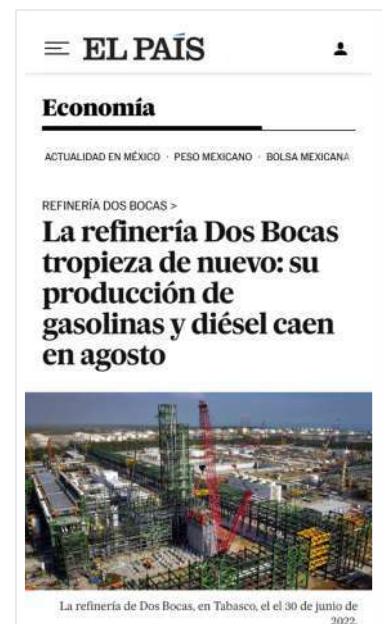 EL PAÍS
Economía
ACTUALIDAD EN MÉXICO · PESO MEXICANO · BOLSA MEXICANA
REFINERÍA DOS BOCAS >
La refinería Dos Bocas
tropieza de nuevo: su
producción de
gasolinas y diésel caen
en agosto
La refinería de Dos Bocas, en Tabasco, el el 30 de junio de
2022.